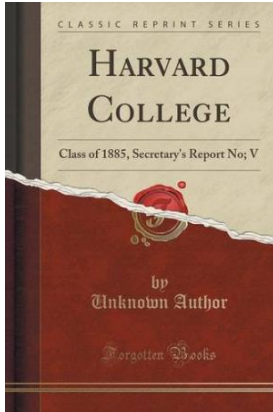 CLASSIC REPRINT SERIES
HARVARD
COLLEGE
Class of 1885, Secretary's Report No; V
by
Unknown Author
Forgotten Books